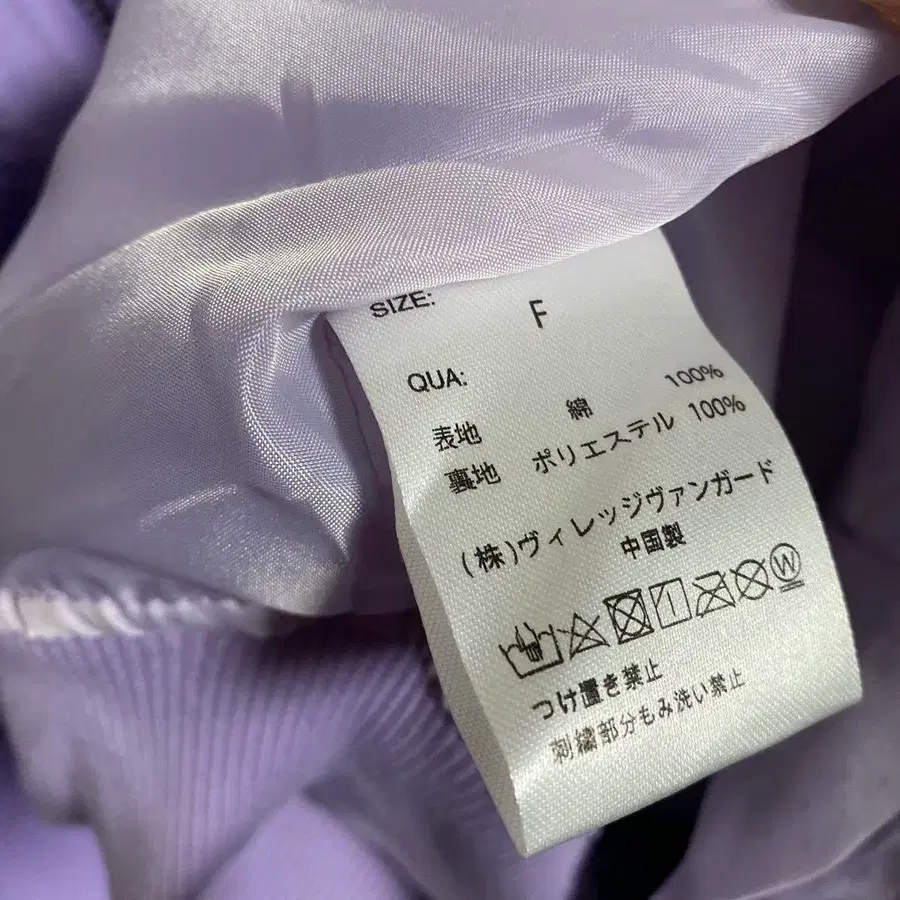 SIZE: F
QUA:
表地 綿 100%
裏地 ポリエステル 100%
(株)ヴィレッジヴァンガード
中国製
W
つけ置き禁止
刺繍部分もみ洗い禁止